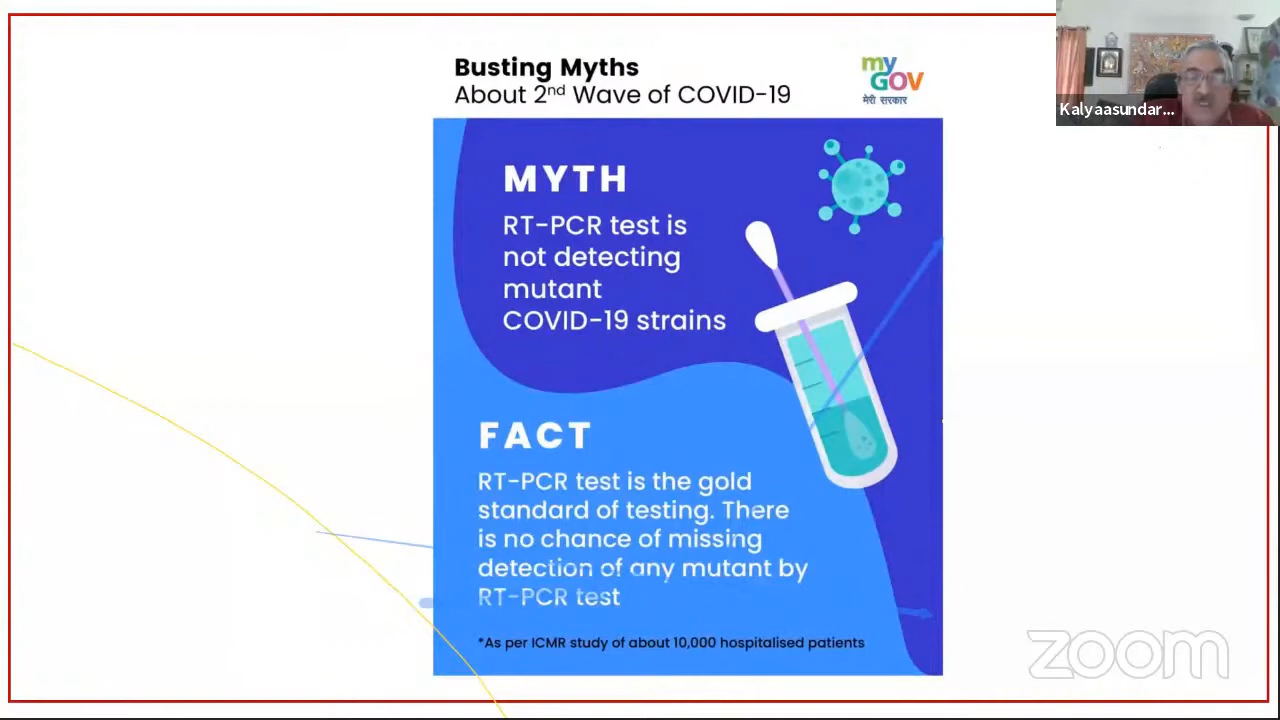 Busting Myths
About 2nd Wave of COVID-19
my
GOV
मेरी सरकार
Kalyaasundar...
MYTH
RT-PCR test is
not detecting
mutant
COVID-19 strains
FACT
RT-PCR test is the gold
standard of testing. There
is no chance of missing
detection of any mutant by
RT-PCR test
*As per ICMR study of about 10,000 hospitalised patients
zoom